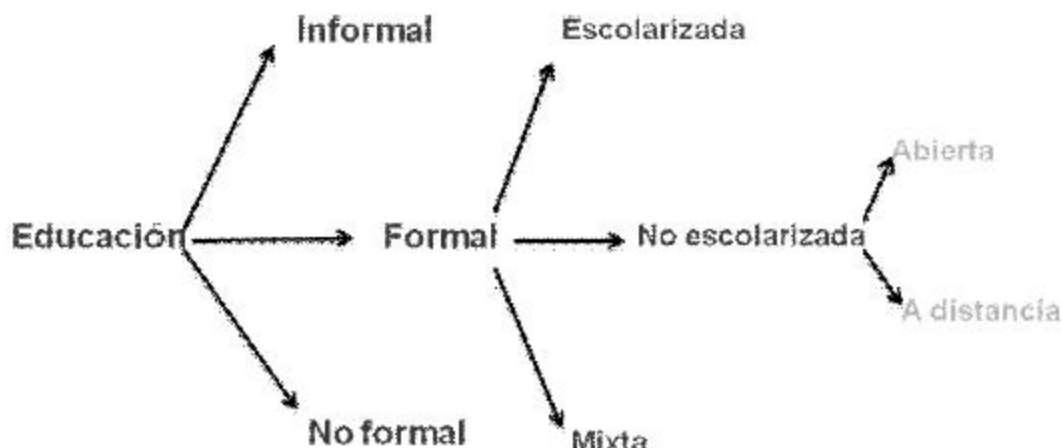 Informal
Escolarizada
Abierta
Educación
Formal
No escolarizada
A distancia
No formal
Mixta